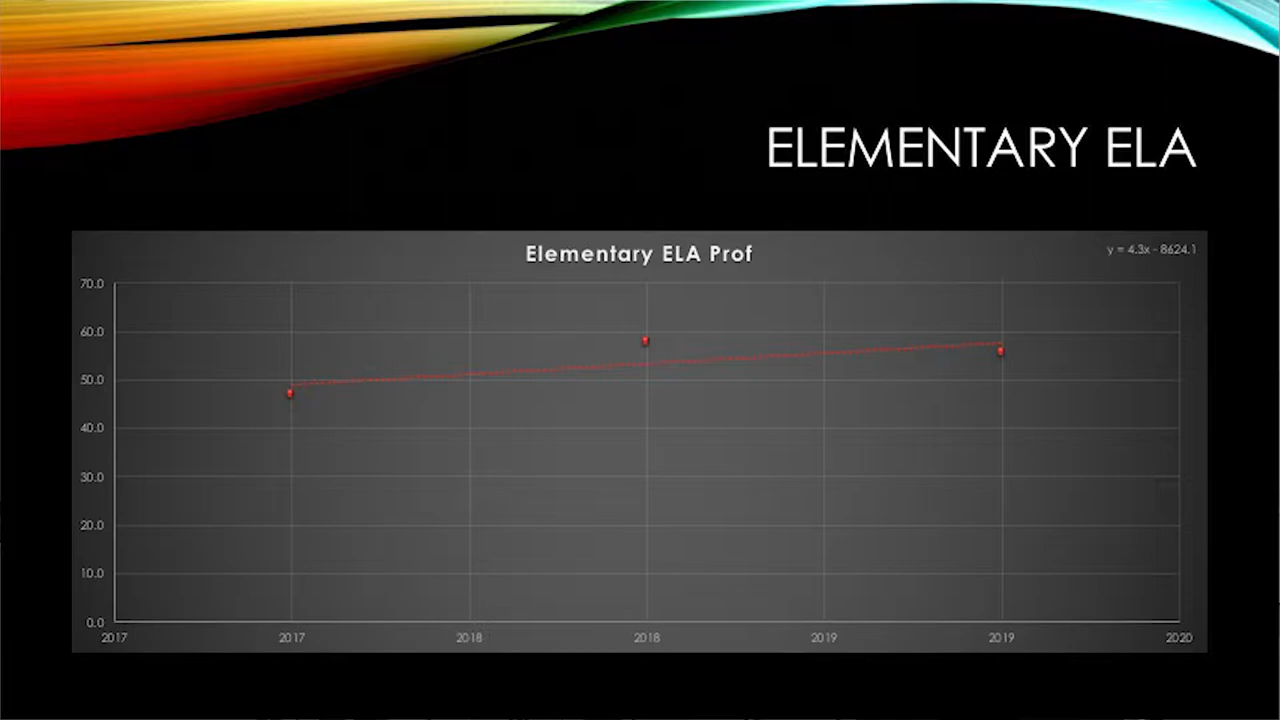 ELEMENTARY ELA
Elementary ELA Prof
y = 4.3x - 8624.1
70.0
60.0
50.0
40.0
30.0
20.0
10.0
0.0
2017 2017 2018 2018 2019 2019 2020